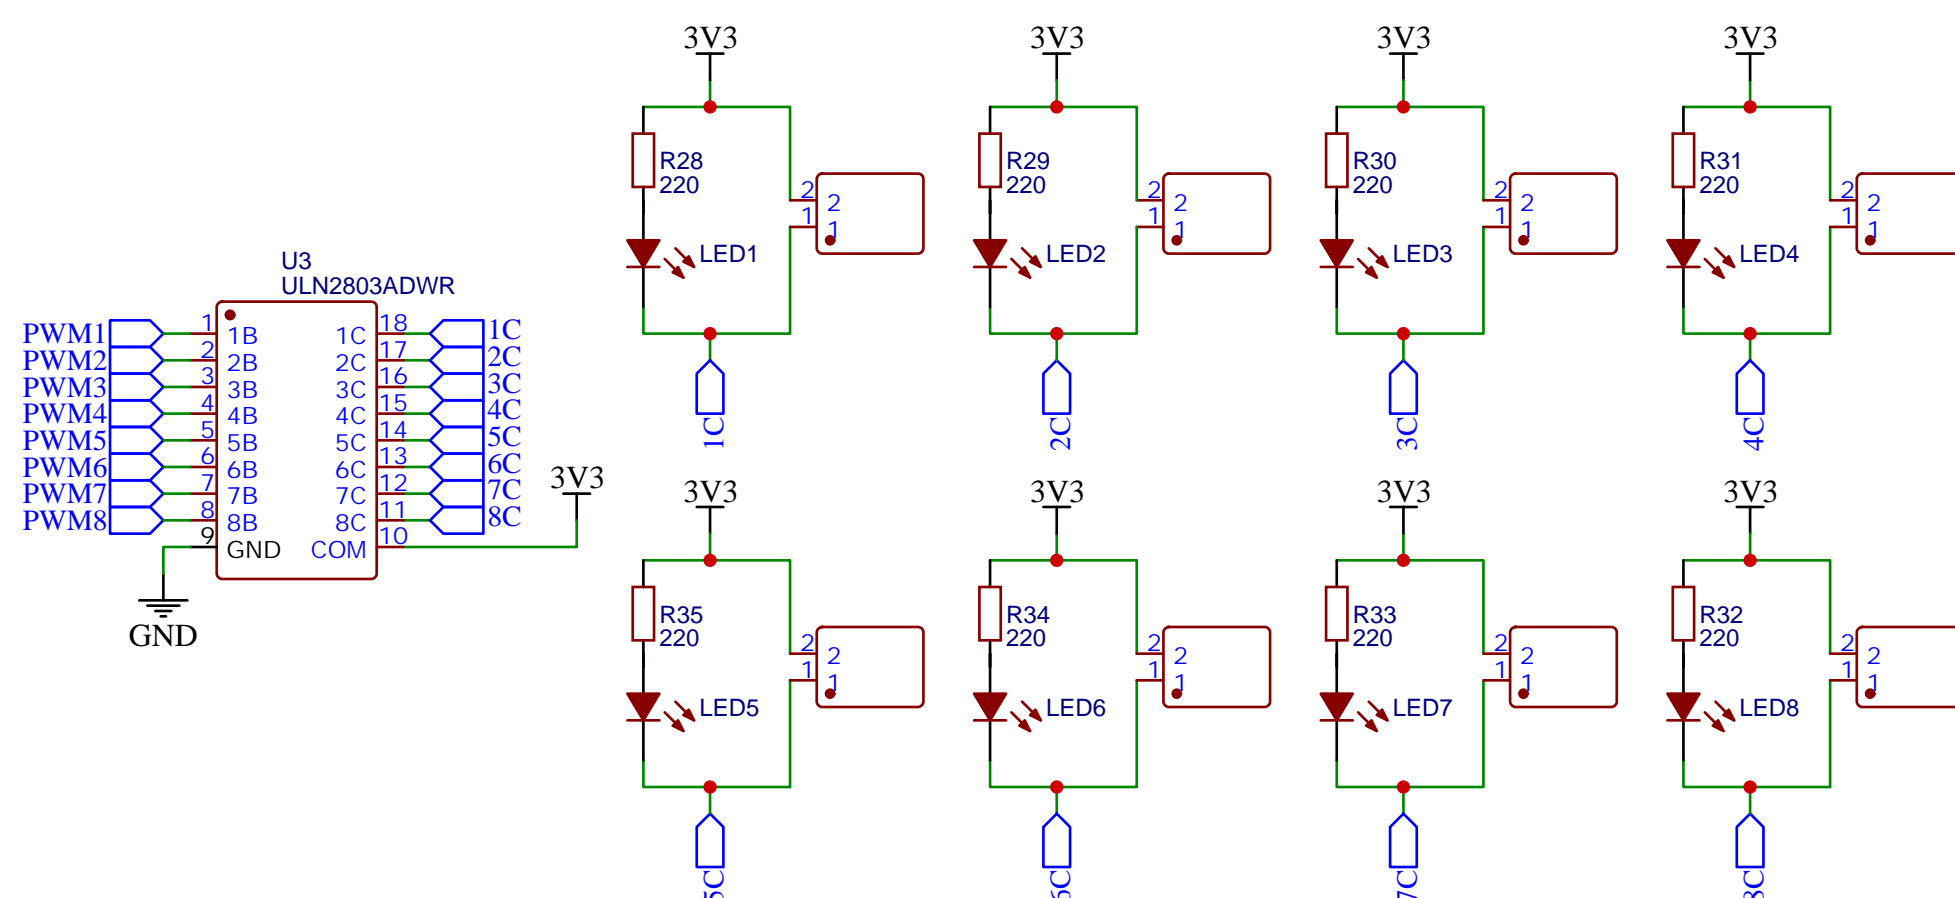 3V3
3V3
3V3
3V3
R28
220
R29
220
R30
220
R31
220
2
1
2
1
2
1
2
1
2
1
2
1
2
1
2
1
LED1
LED2
LED3
LED4
U3
ULN2803ADWR
PWM1 1 1B 1C 18 1C
PWM2 2 2B 2C 17 2C
PWM3 3 3B 3C 16 3C
PWM4 4 4B 4C 15 4C
PWM5 5 5B 5C 14 5C
PWM6 6 6B 6C 13 6C
PWM7 7 7B 7C 12 7C
PWM8 8 8B 8C 11 8C
9 GND COM 10
3V3
GND
1C
2C
3C
4C
3V3
3V3
3V3
3V3
R35
220
R34
220
R33
220
R32
220
2
1
2
1
2
1
2
1
2
1
2
1
2
1
2
1
LED5
LED6
LED7
LED8
5C
6C
7C
8C